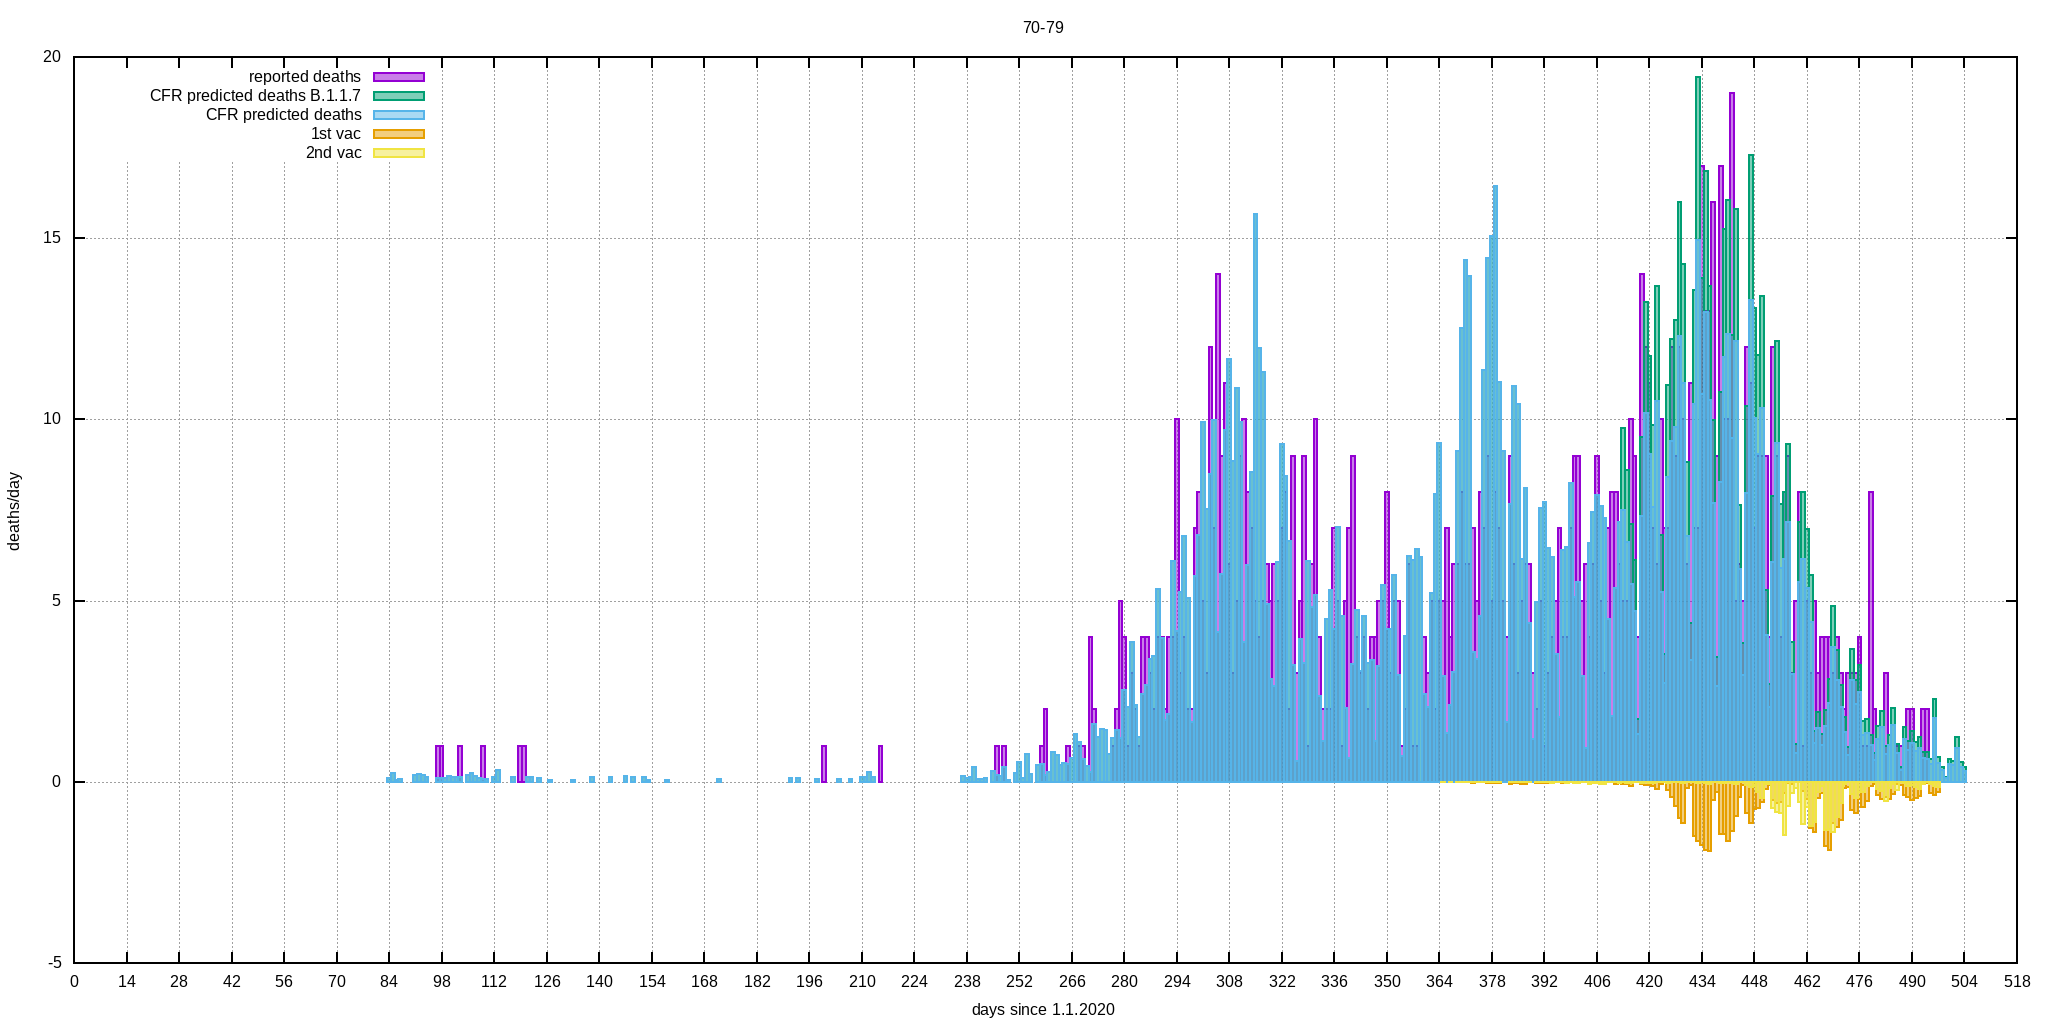 70-79
20
15
10
5
0
-5
deaths/day
reported deaths
CFR predicted deaths B.1.1.7
CFR predicted deaths
1st vac
2nd vac
0 14 28 42 56 70 84 98 112 126 140 154 168 182 196 210 224 238 252 266 280 294 308 322 336 350 364 378 392 406 420 434 448 462 476 490 504 518
days since 1.1.2020